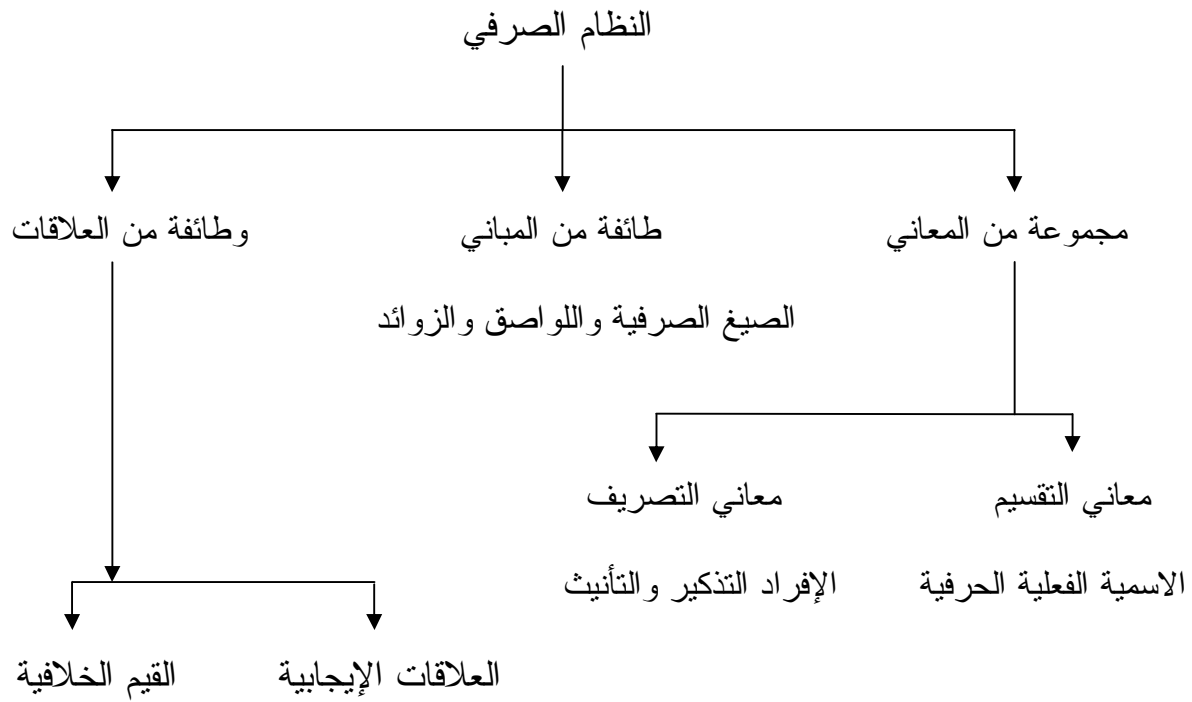 النظام الصرفي
مجموعة من المعاني
طائفة من المباني
وطائفة من العلاقات
الصيغ الصرفية واللواصق والزوائد
معاني التقسيم
معاني التصريف
الاسمية الفعلية الحرفية
الإفراد التذكير والتأنيث
العلاقات الإيجابية
القيم الخلافية